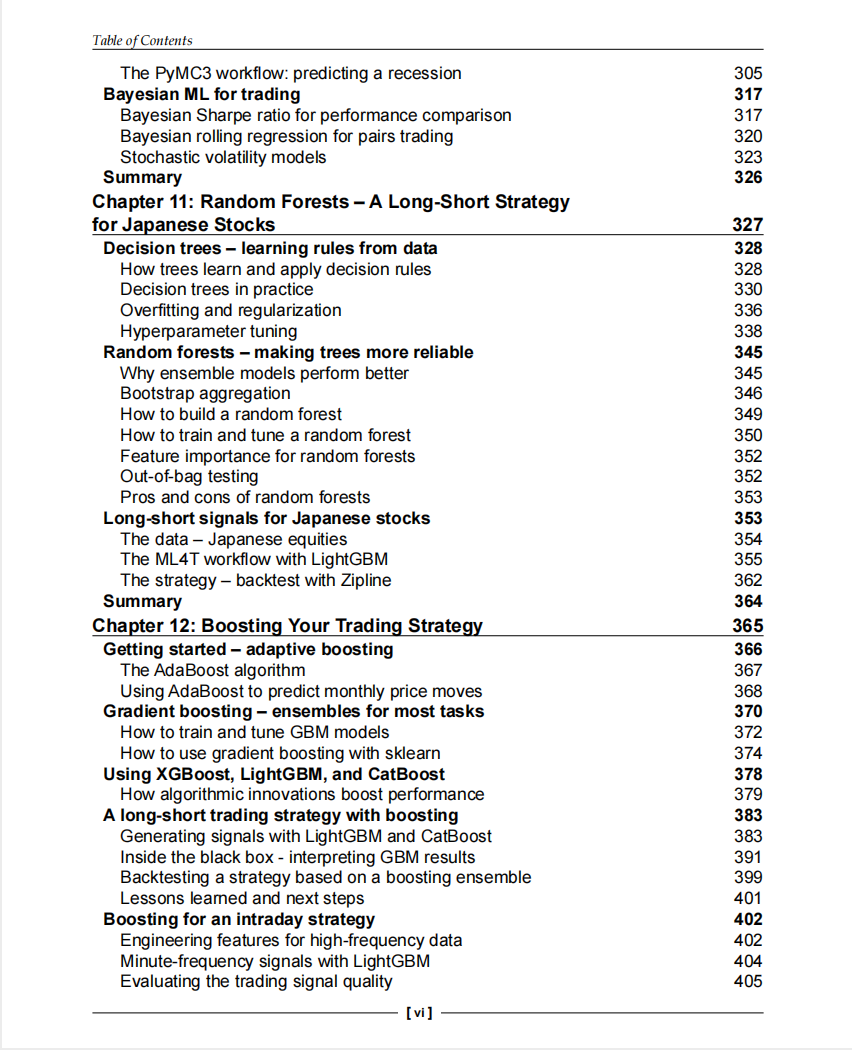 Table of Contents
The PyMC3 workflow: predicting a recession 305
Bayesian ML for trading 317
Bayesian Sharpe ratio for performance comparison 317
Bayesian rolling regression for pairs trading 320
Stochastic volatility models 323
Summary 326
Chapter 11: Random Forests – A Long-Short Strategy
for Japanese Stocks 327
Decision trees – learning rules from data 328
How trees learn and apply decision rules 328
Decision trees in practice 330
Overfitting and regularization 336
Hyperparameter tuning 338
Random forests – making trees more reliable 345
Why ensemble models perform better 345
Bootstrap aggregation 346
How to build a random forest 349
How to train and tune a random forest 350
Feature importance for random forests 352
Out-of-bag testing 352
Pros and cons of random forests 353
Long-short signals for Japanese stocks 353
The data – Japanese equities 354
The ML4T workflow with LightGBM 355
The strategy – backtest with Zipline 362
Summary 364
Chapter 12: Boosting Your Trading Strategy 365
Getting started – adaptive boosting 366
The AdaBoost algorithm 367
Using AdaBoost to predict monthly price moves 368
Gradient boosting – ensembles for most tasks 370
How to train and tune GBM models 372
How to use gradient boosting with sklearn 374
Using XGBoost, LightGBM, and CatBoost 378
How algorithmic innovations boost performance 379
A long-short trading strategy with boosting 383
Generating signals with LightGBM and CatBoost 383
Inside the black box - interpreting GBM results 391
Backtesting a strategy based on a boosting ensemble 399
Lessons learned and next steps 401
Boosting for an intraday strategy 402
Engineering features for high-frequency data 402
Minute-frequency signals with LightGBM 404
Evaluating the trading signal quality 405
[ vi ]